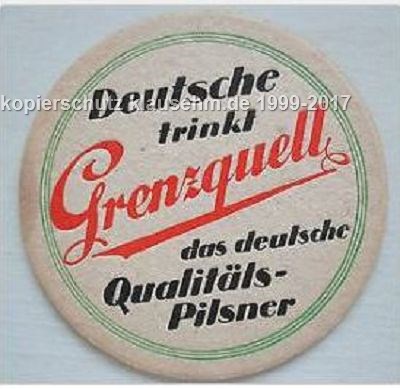 Deutsche
kopierschutz klausehm.de 1999-2017
trinkt
Grenzquell
das deutsche
Qualitäts-
Pilsner